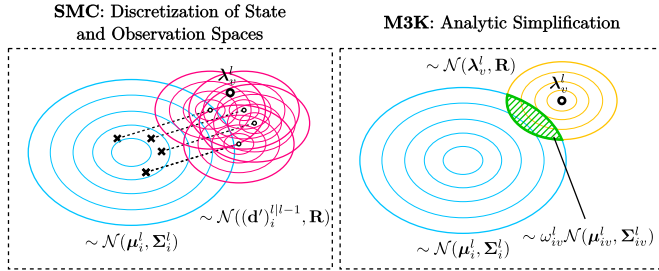 SMC: Discretization of State
and Observation Spaces
λ_v^l
∼ N((d′)_i^{l|l−1}, R)
∼ N(μ_i^l, Σ_i^l)
M3K: Analytic Simplification
∼ N(λ_v^l, R)
λ_v^l
∼ N(μ_i^l, Σ_i^l)
∼ ω_{iv}^l N(μ_{iv}^l, Σ_{iv}^l)